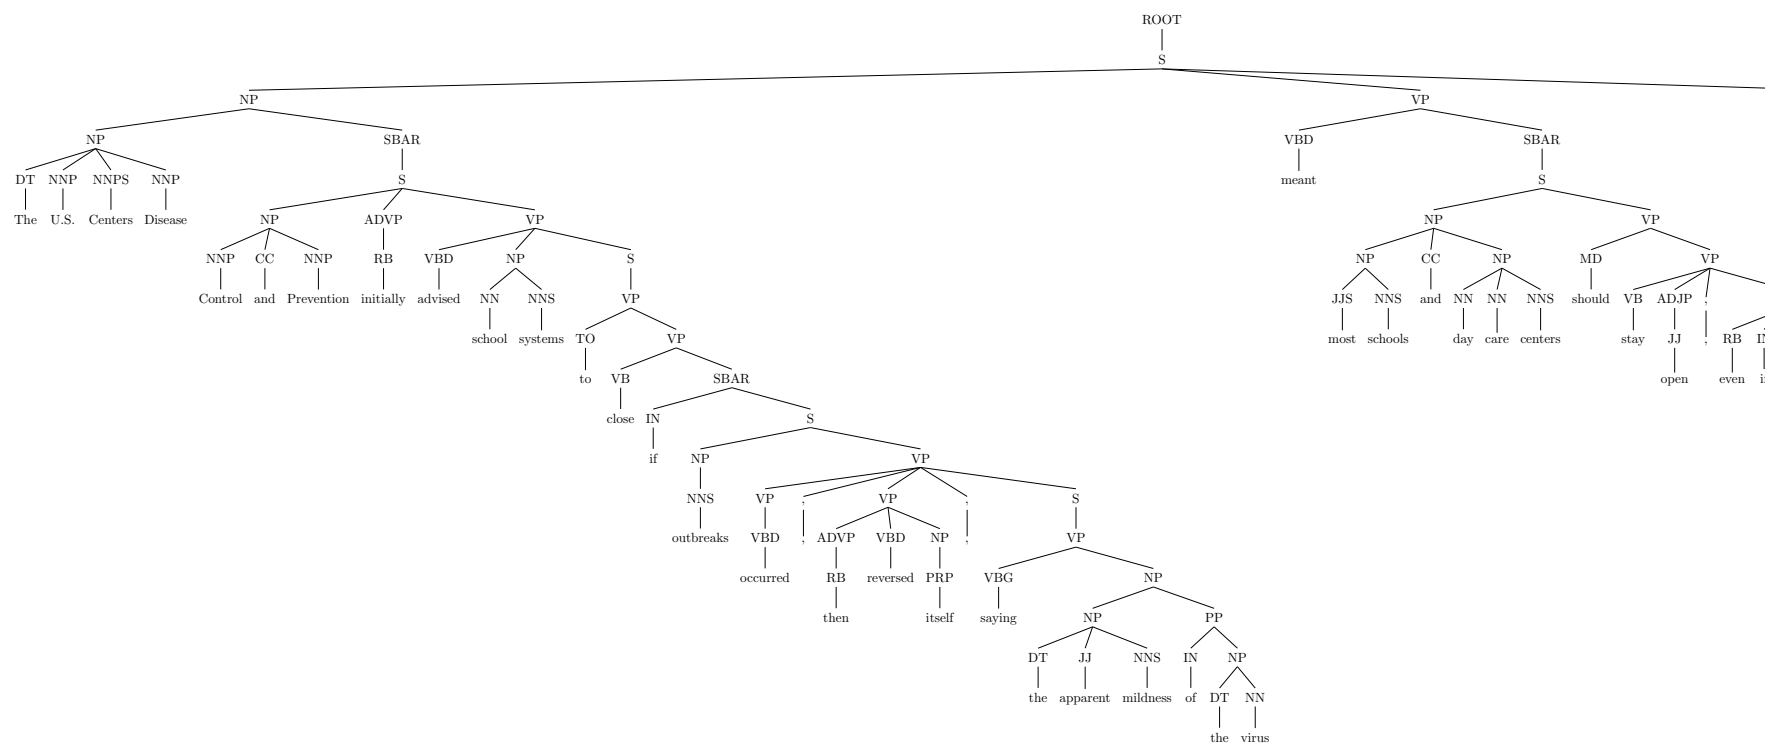 ROOT
S
NP VP
NP SBAR VBD SBAR
DT NNP NNPS NNP S meant S
The U.S. Centers Disease NP ADVP VP NP VP
NNP CC NNP RB VBD NP S NP CC NP MD VP
Control and Prevention initially advised NN NNS VP JJS NNS and NN NN NNS should VB ADJP ,
school systems TO VP most schools day care centers stay JJ , RB
to VB SBAR open even
close IN S
if NP VP
NNS VP , VP , S
outbreaks VBD , ADVP VBD NP , VP
occurred RB reversed PRP VBG NP
then itself saying NP PP
DT JJ NNS IN NP
the apparent mildness of DT NN
the virus